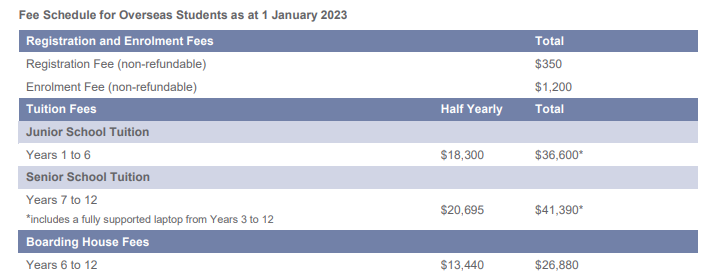 Fee Schedule for Overseas Students as at 1 January 2023
Registration and Enrolment Fees Total
Registration Fee (non-refundable) $350
Enrolment Fee (non-refundable) $1,200
Tuition Fees Half Yearly Total
Junior School Tuition
Years 1 to 6 $18,300 $36,600*
Senior School Tuition
Years 7 to 12
$20,695 $41,390*
*includes a fully supported laptop from Years 3 to 12
Boarding House Fees
Years 6 to 12 $13,440 $26,880